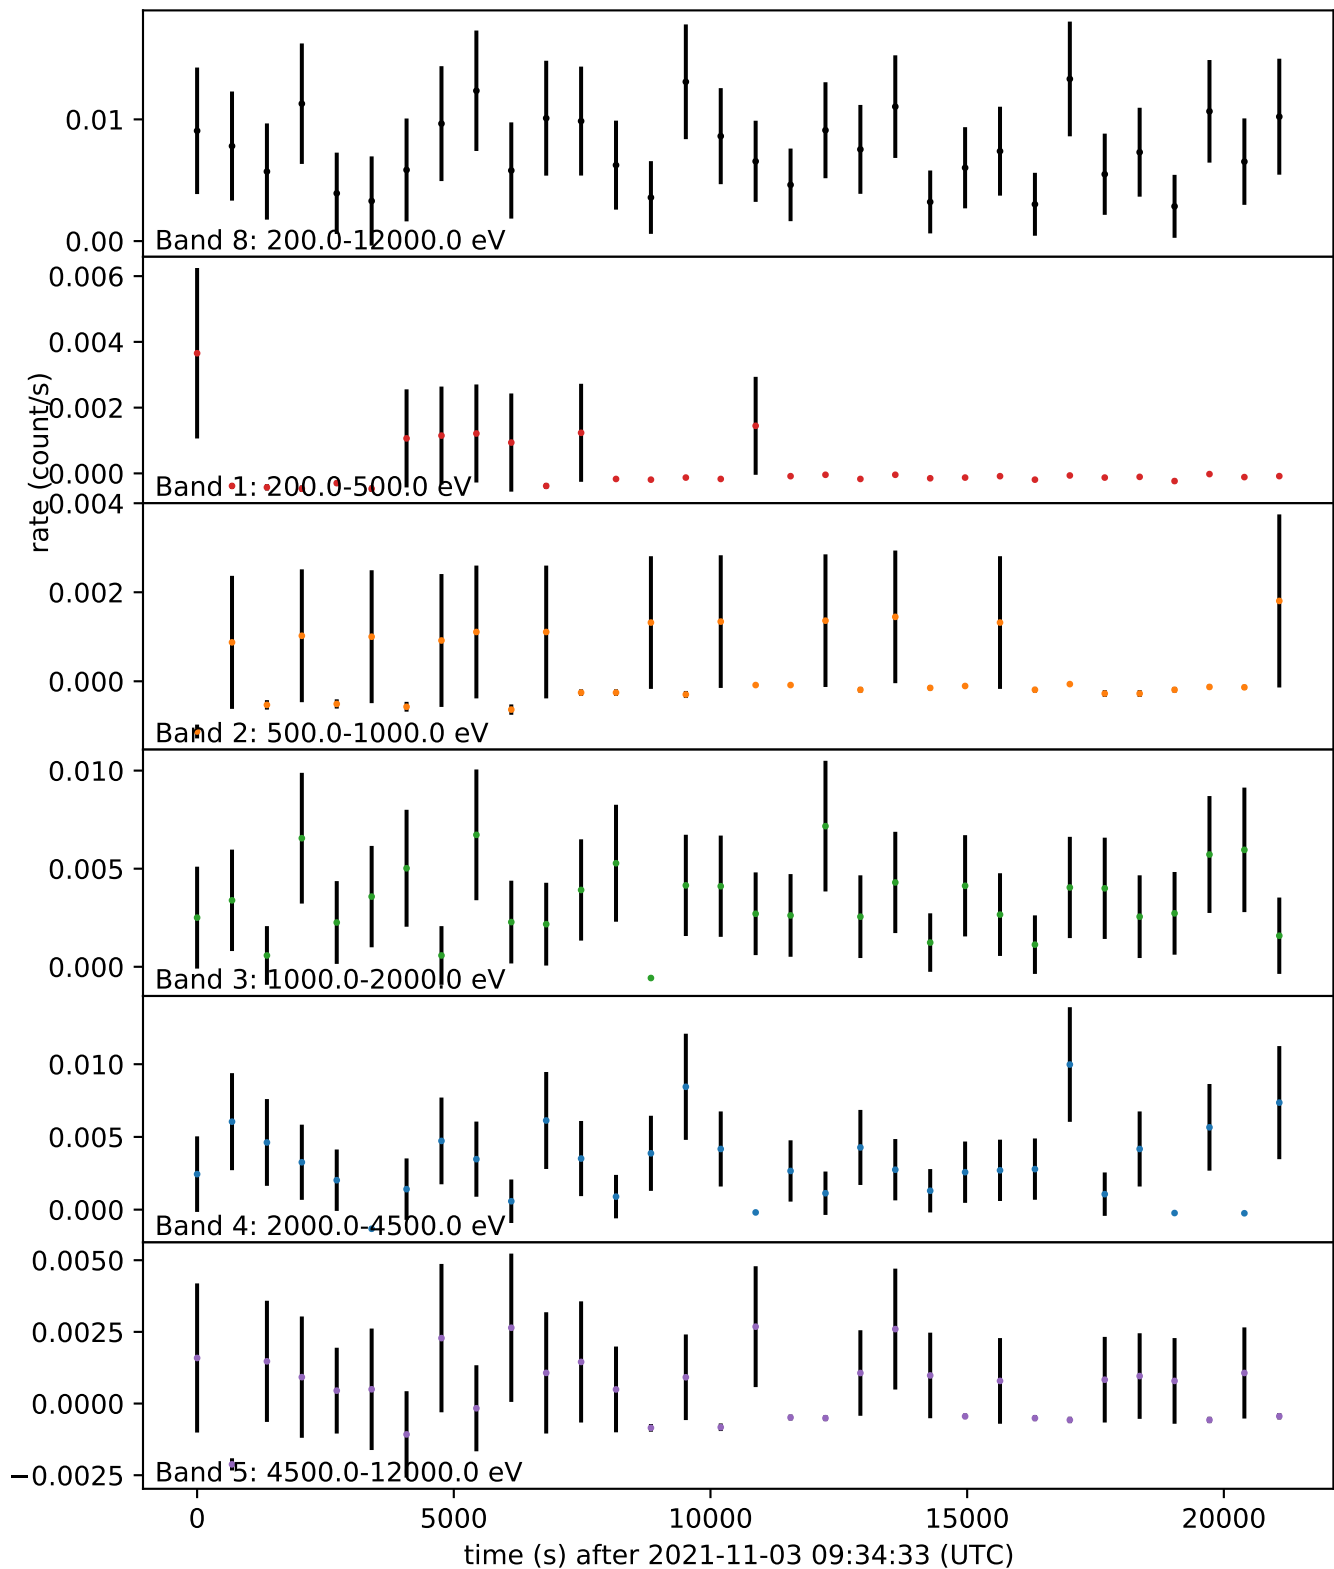 0.01
0.00
Band 8: 200.0-12000.0 eV
0.006
0.004
0.002
0.000
Band 1: 200.0-500.0 eV
rate (count/s)
0.004
0.002
0.000
Band 2: 500.0-1000.0 eV
0.010
0.005
0.000
Band 3: 1000.0-2000.0 eV
0.010
0.005
0.000
Band 4: 2000.0-4500.0 eV
0.0050
0.0025
0.0000
−0.0025
Band 5: 4500.0-12000.0 eV
0 5000 10000 15000 20000
time (s) after 2021-11-03 09:34:33 (UTC)